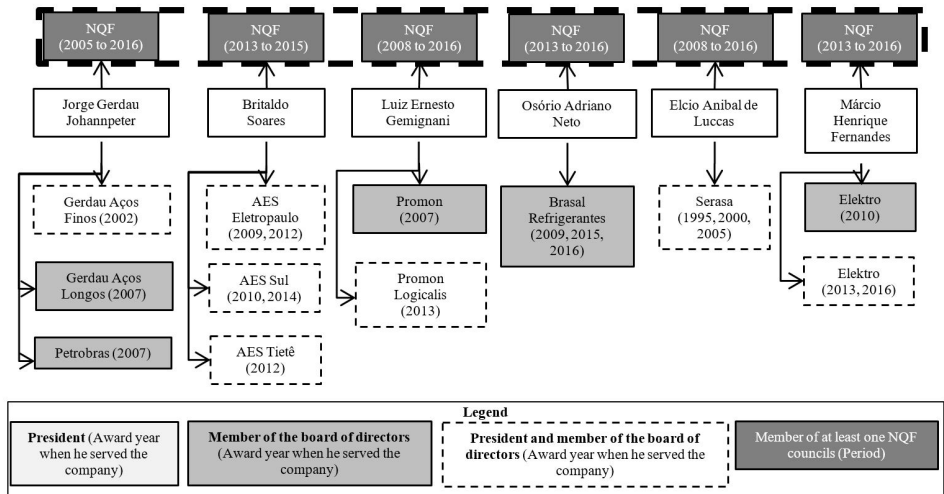 NQF
(2005 to 2016)
NQF
(2013 to 2015)
NQF
(2008 to 2016)
NQF
(2013 to 2016)
NQF
(2008 to 2016)
NQF
(2013 to 2016)
Jorge Gerdau
Johannpeter
Britaldo
Soares
Luiz Ernesto
Gemignani
Osório Adriano
Neto
Elcio Anibal de
Luccas
Márcio
Henrique
Fernandes
Gerdau Aços
Finos (2002)
AES
Eletropaulo
(2009, 2012)
Promon
(2007)
Brasal
Refrigerantes
(2009, 2015,
2016)
Serasa
(1995, 2000,
2005)
Elektro
(2010)
Gerdau Aços
Longos (2007)
AES Sul
(2010, 2014)
Promon
Logicalis
(2013)
Elektro
(2013, 2016)
Petrobras (2007)
AES Tietê
(2012)
Legend
President (Award year
when he served the
company)
Member of the board of directors
(Award year when he served the
company)
President and member of the board of
directors (Award year when he served the
company)
Member of at least one NQF
councils (Period)